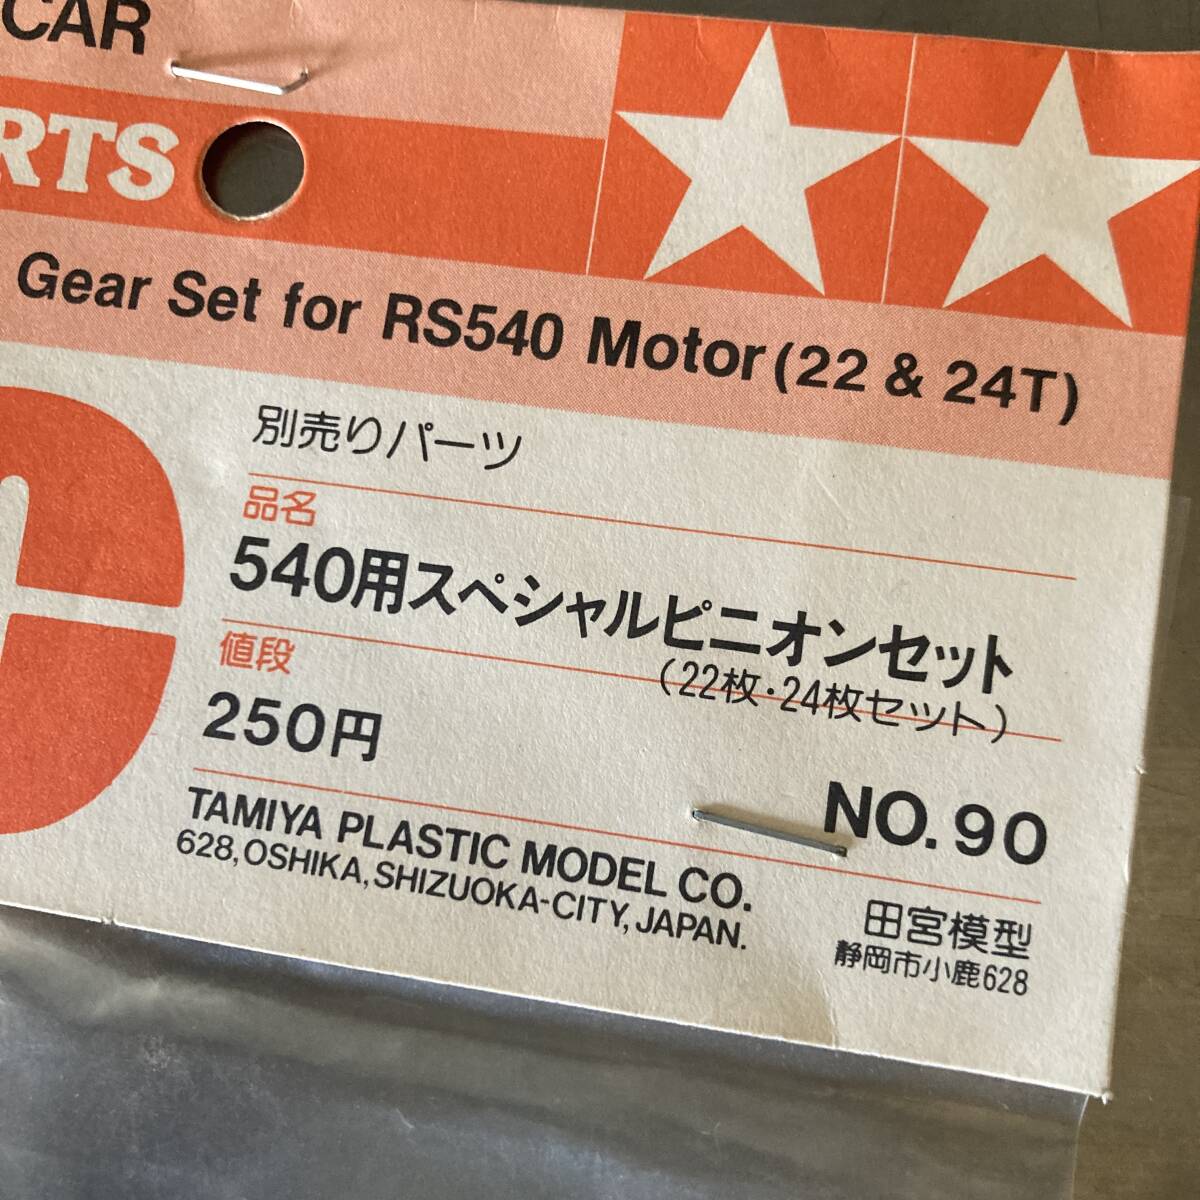 CAR
RTS
Gear Set for RS540 Motor (22 & 24T)
別売りパーツ
品名
540用スペシャルピニオンセット
(22枚・24枚セット)
値段
250円
NO.90
TAMIYA PLASTIC MODEL CO.
628, OSHIKA, SHIZUOKA-CITY, JAPAN.
田宮模型
静岡市小鹿628